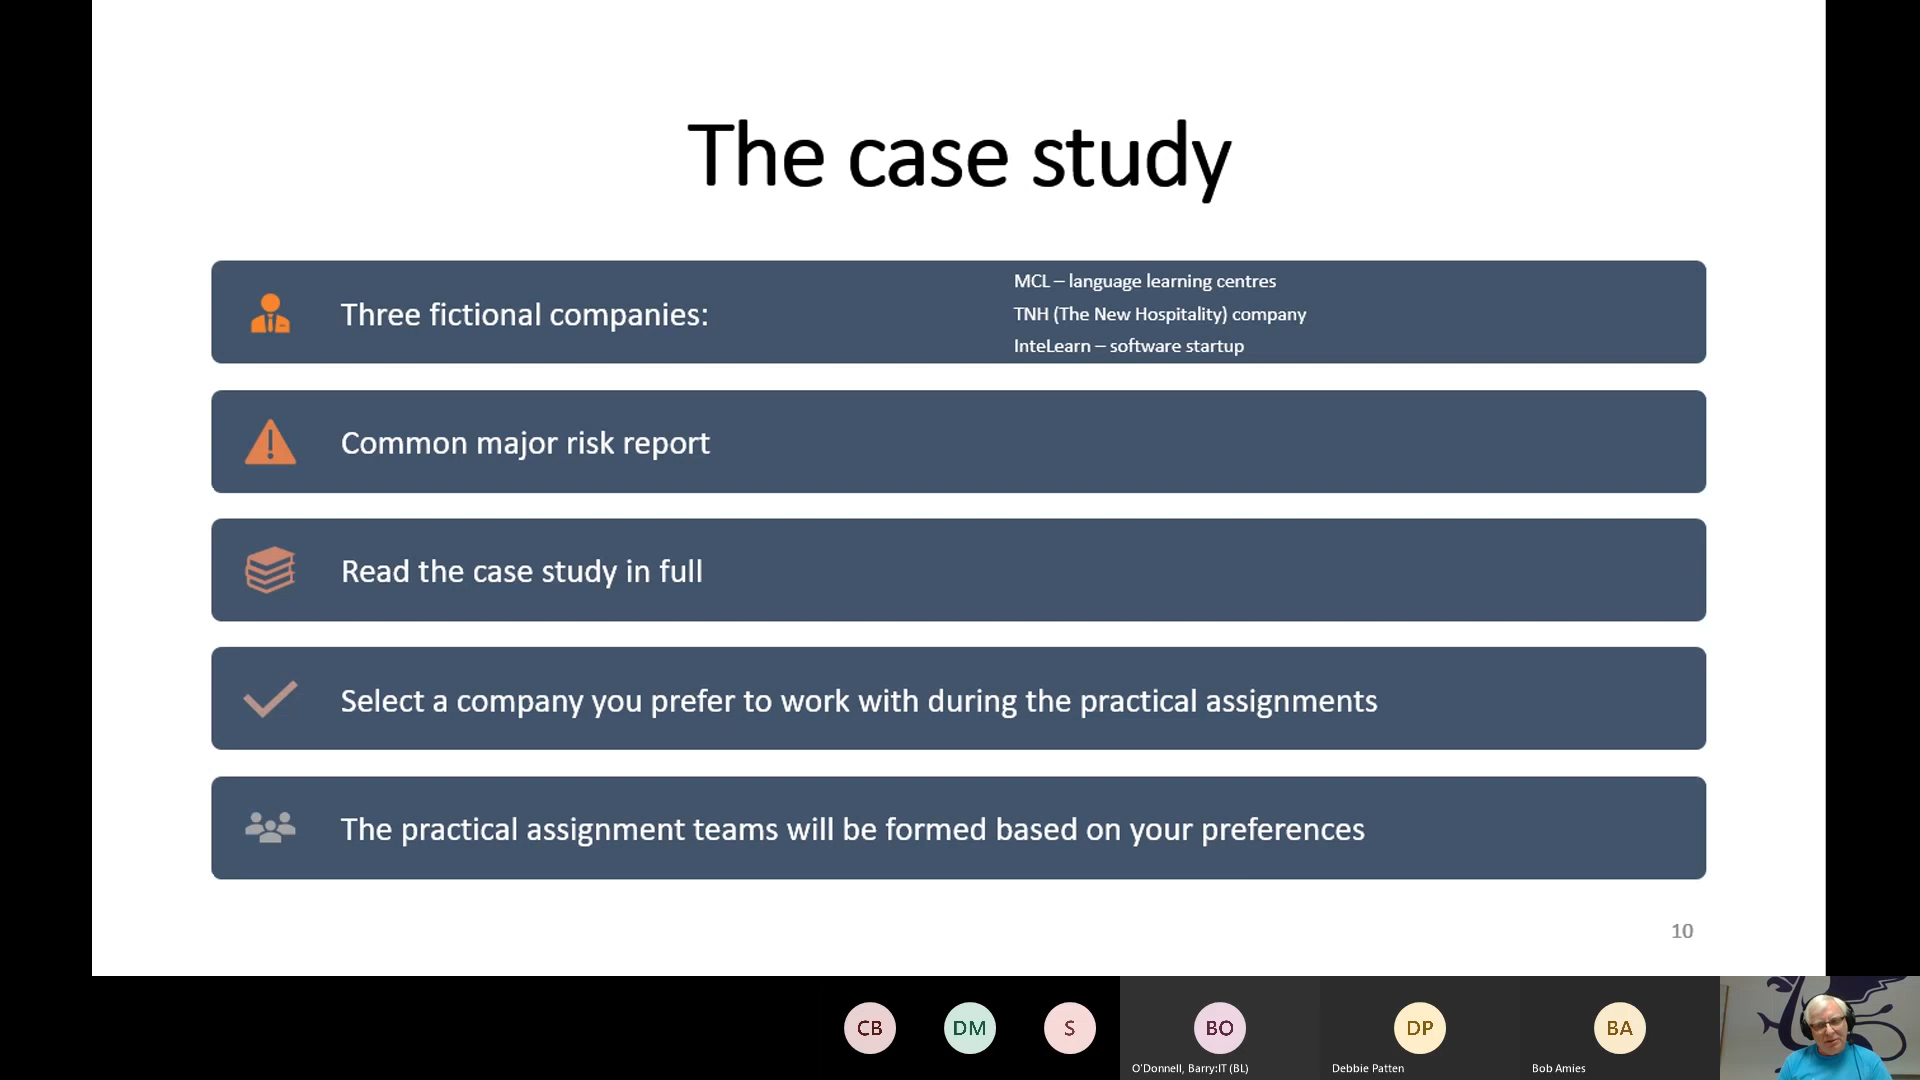 The case study
Three fictional companies:
MCL – language learning centres
TNH (The New Hospitality) company
InteLearn – software startup
Common major risk report
Read the case study in full
Select a company you prefer to work with during the practical assignments
The practical assignment teams will be formed based on your preferences
10
CB
DM
S
BO
DP
BA
O'Donnell, Barry:IT (BL)
Debbie Patten
Bob Amies